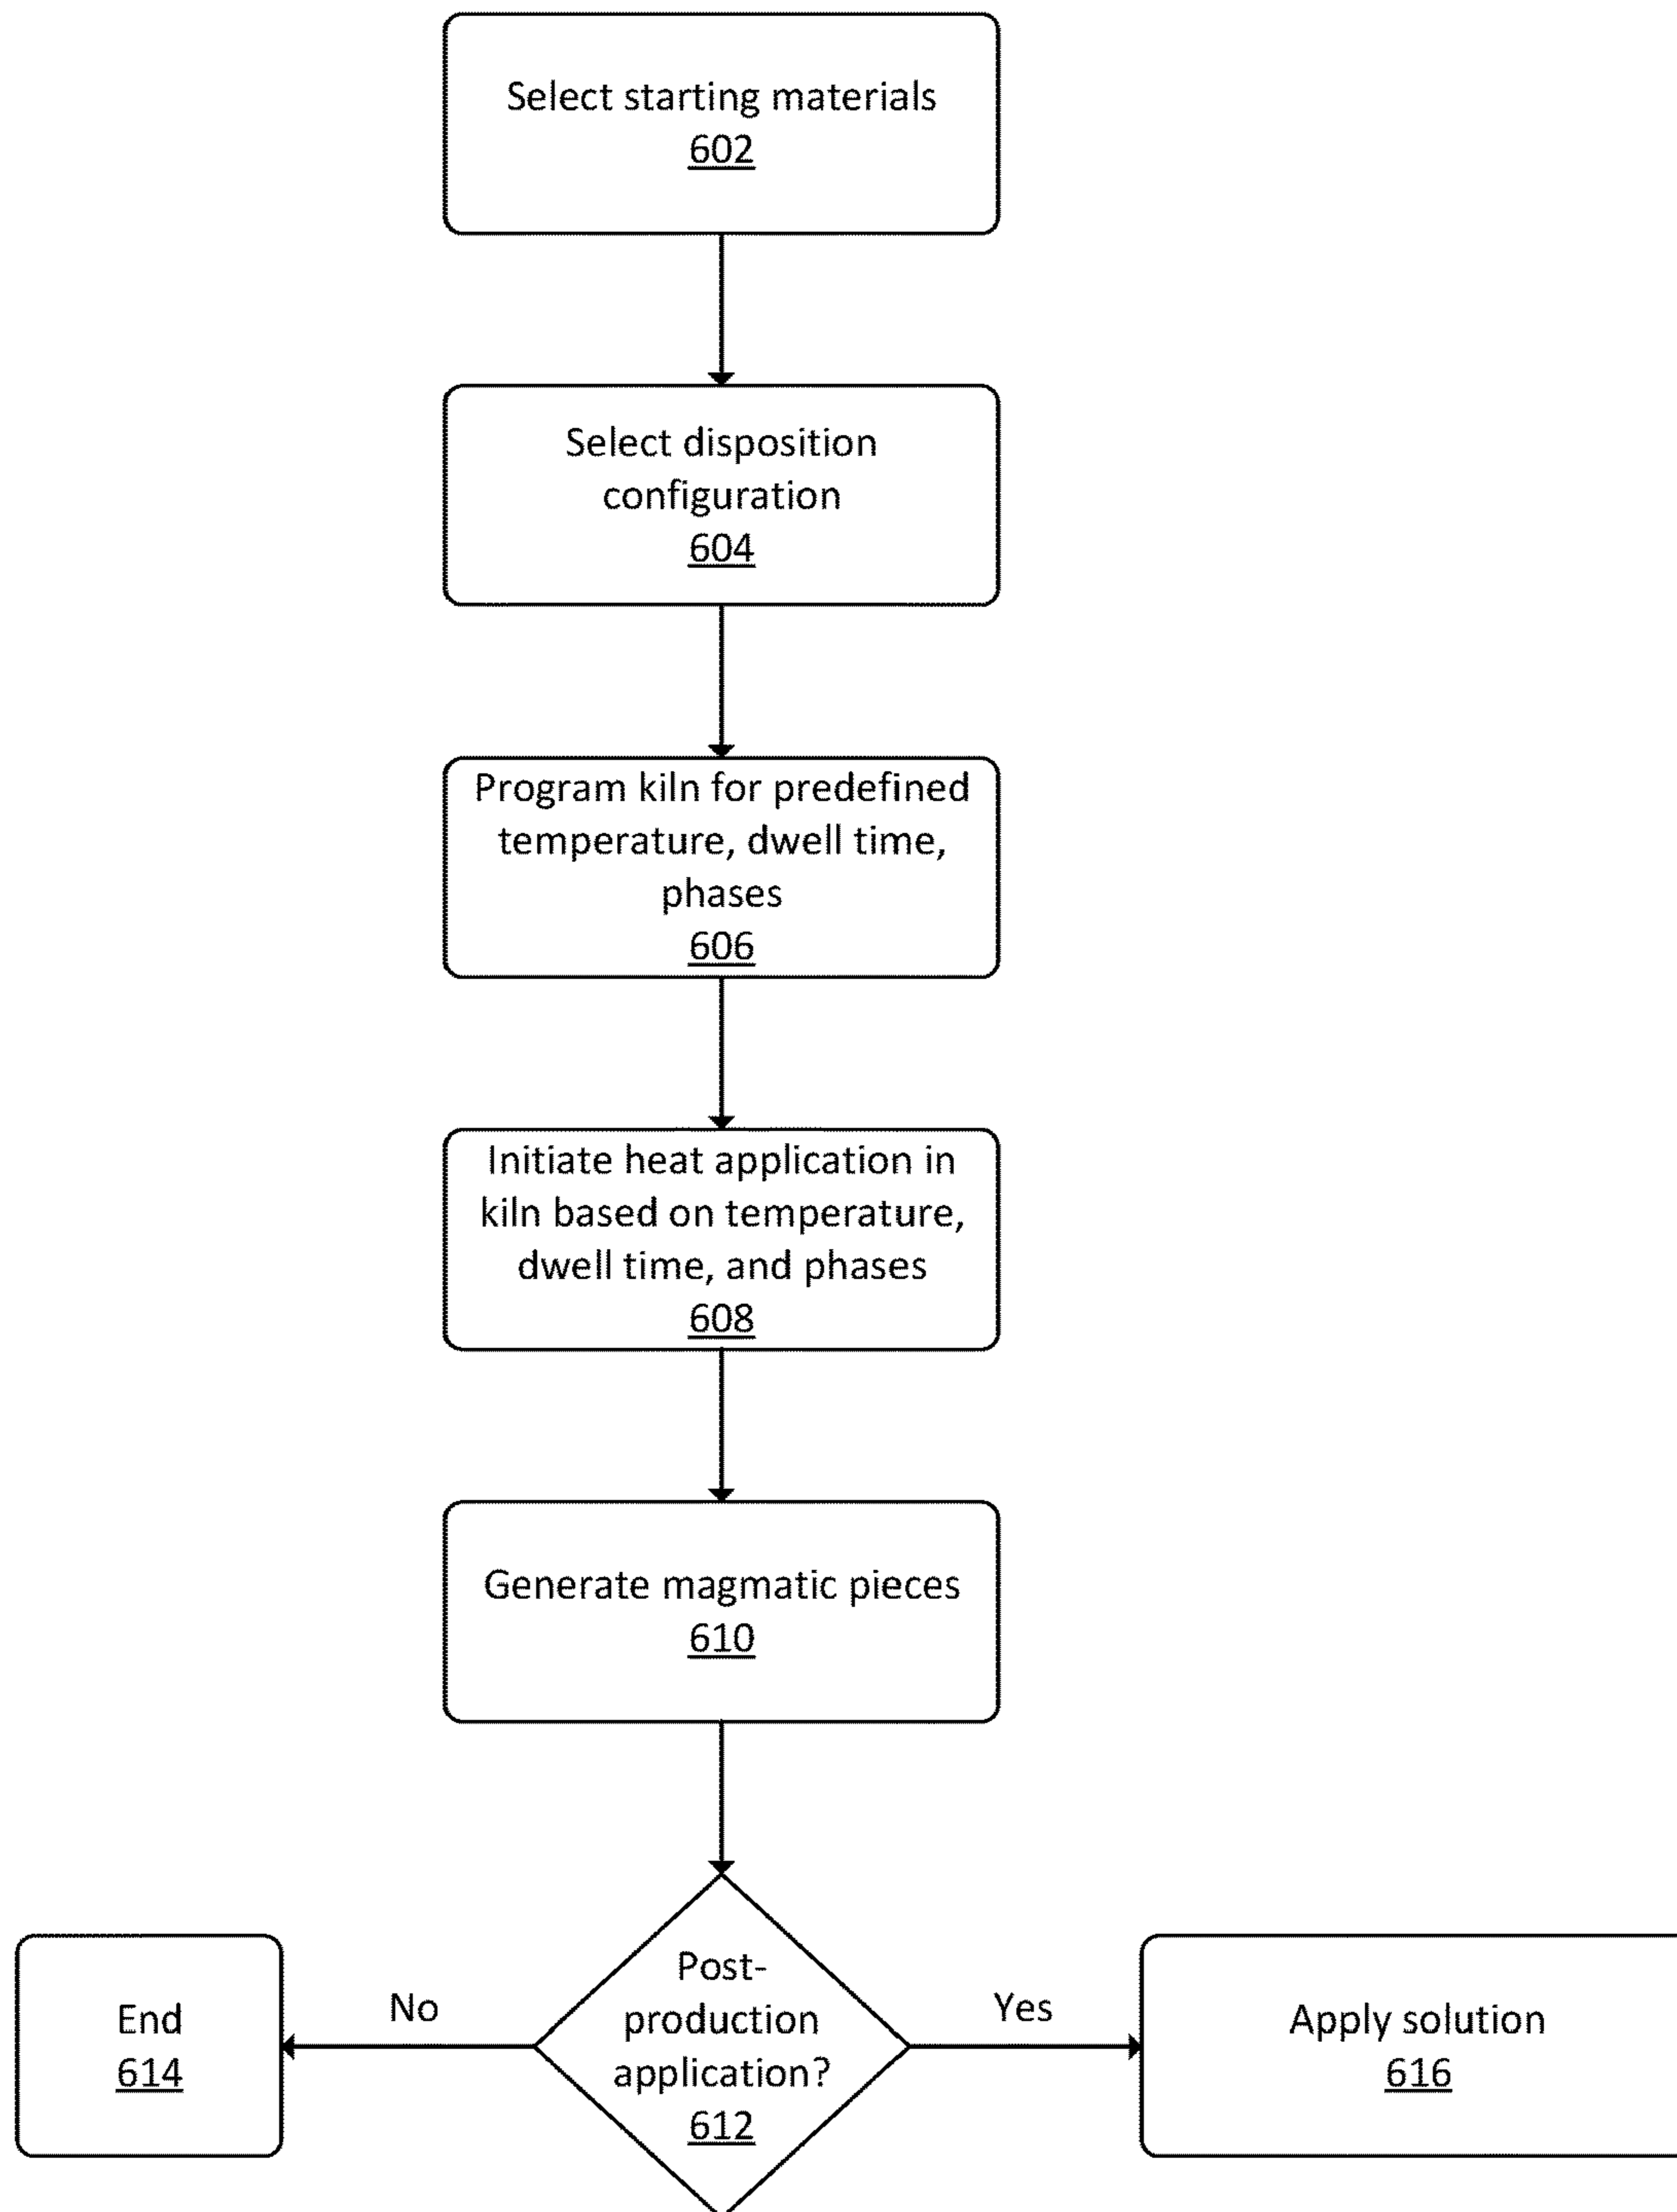 Select starting materials
602
Select disposition
configuration
604
Program kiln for predefined
temperature, dwell time,
phases
606
Initiate heat application in
kiln based on temperature,
dwell time, and phases
608
Generate magmatic pieces
610
Post-
production
application?
612
No
End
614
Yes
Apply solution
616